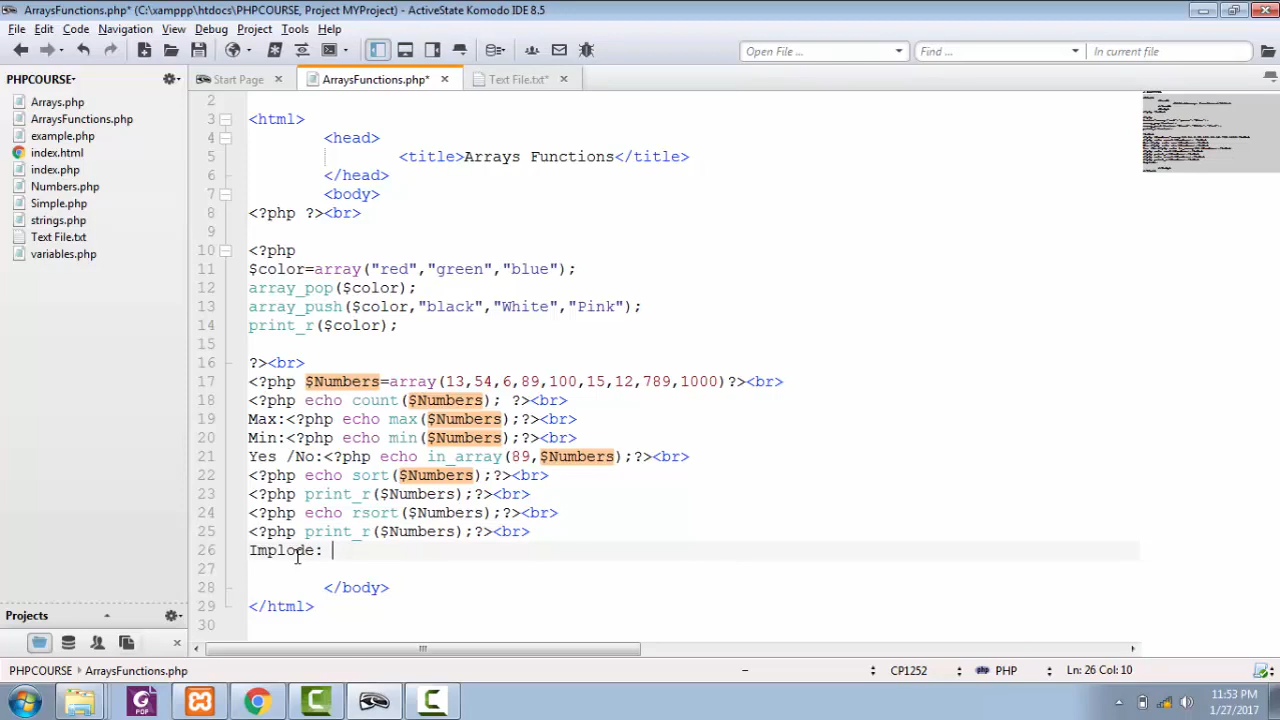 ArraysFunctions.php* (C:\xamppp\htdocs\PHPCOURSE, Project MYProject) - ActiveState Komodo IDE 8.5
File Edit Code Navigation View Debug Project Tools Help
Open File... Find... In current file
PHPCOURSE
Start Page ArraysFunctions.php* Text File.txt*
Arrays.php
ArraysFunctions.php
example.php
index.html
index.php
Numbers.php
Simple.php
strings.php
Text File.txt
variables.php
2
3 <html>
4 <head>
5 <title>Arrays Functions</title>
6 </head>
7 <body>
8 <?php ?><br>
9
10 <?php
11 $color=array("red","green","blue");
12 array_pop($color);
13 array_push($color,"black","White","Pink");
14 print_r($color);
15
16 ?><br>
17 <?php $Numbers=array(13,54,6,89,100,15,12,789,1000)?><br>
18 <?php echo count($Numbers); ?><br>
19 Max:<?php echo max($Numbers);?><br>
20 Min:<?php echo min($Numbers);?><br>
21 Yes /No:<?php echo in_array(89,$Numbers);?><br>
22 <?php echo sort($Numbers);?><br>
23 <?php print_r($Numbers);?><br>
24 <?php echo rsort($Numbers);?><br>
25 <?php print_r($Numbers);?><br>
26 Implode:
27
28 </body>
29 </html>
30
Projects
PHPCOURSE ArraysFunctions.php CP1252 PHP Ln: 26 Col: 10
PDF
11:53 PM
1/27/2017